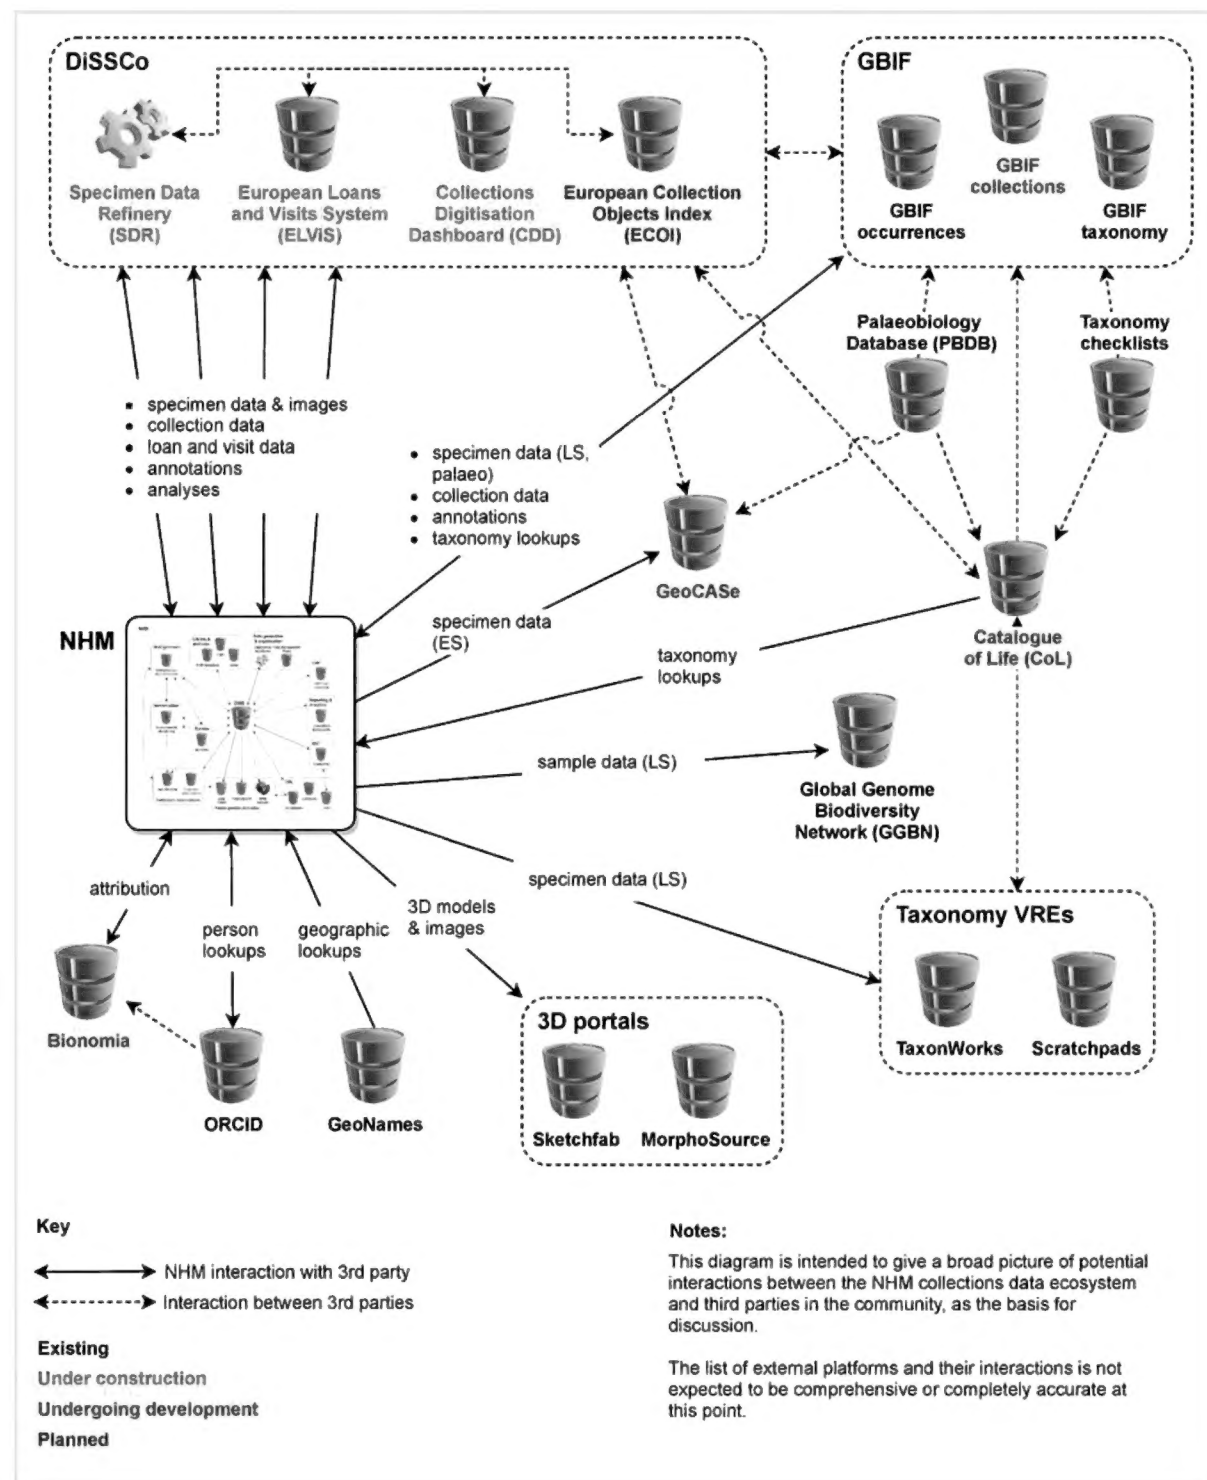 DiSSCo
Specimen Data
Refinery
(SDR)
European Loans
and Visits System
(ELViS)
Collections
Digitisation
Dashboard (CDD)
European Collection
Objects Index
(ECOI)
GBIF
GBIF
occurrences
GBIF
collections
GBIF
taxonomy
• specimen data & images
• collection data
• loan and visit data
• annotations
• analyses
• specimen data (LS,
palaeo)
• collection data
• annotations
• taxonomy lookups
Palaeobiology
Database (PBDB)
Taxonomy
checklists
GeoCASe
Catalogue
of Life (CoL)
NHM
specimen data
(ES)
taxonomy
lookups
sample data (LS)
Global Genome
Biodiversity
Network (GGBN)
specimen data (LS)
attribution
person
lookups
geographic
lookups
3D models
& images
Taxonomy VREs
TaxonWorks
Scratchpads
Bionomia
ORCID
GeoNames
3D portals
Sketchfab
MorphoSource
Key
NHM interaction with 3rd party
Interaction between 3rd parties
Existing
Under construction
Undergoing development
Planned
Notes:
This diagram is intended to give a broad picture of potential
interactions between the NHM collections data ecosystem
and third parties in the community, as the basis for
discussion.
The list of external platforms and their interactions is not
expected to be comprehensive or completely accurate at
this point.